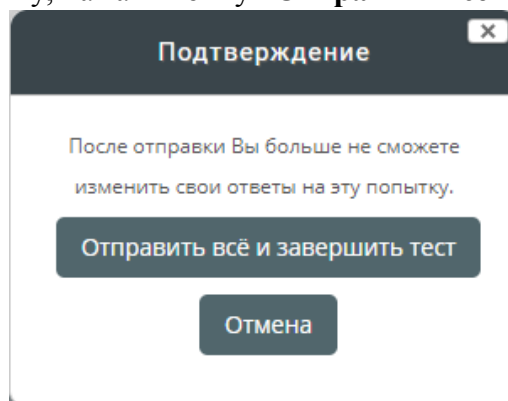 Подтверждение
После отправки Вы больше не сможете
изменить свои ответы на эту попытку.
Отправить всё и завершить тест
Отмена